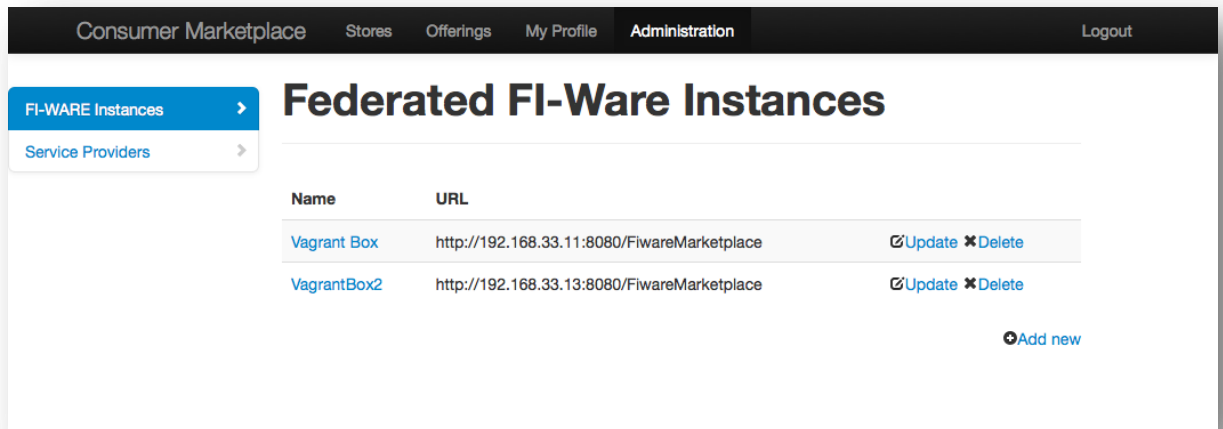 Consumer Marketplace Stores Offerings My Profile Administration Logout
FI-WARE Instances
Service Providers
Federated FI-Ware Instances
Name URL
Vagrant Box http://192.168.33.11:8080/FiwareMarketplace Update Delete
VagrantBox2 http://192.168.33.13:8080/FiwareMarketplace Update Delete
Add new